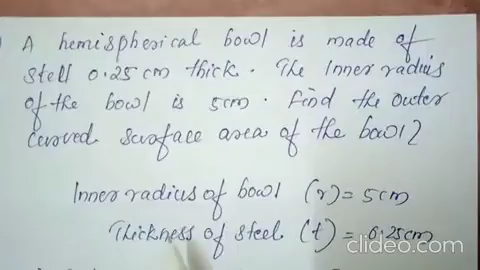 A hemispherical bowl is made of
stell 0.25 cm thick. The Inner radius
of the bowl is 5cm. Find the outer
Curved surface area of the bowl?
Inner radius of bowl (r) = 5cm
Thickness of steel (t) = 0.25cm
clideo.com